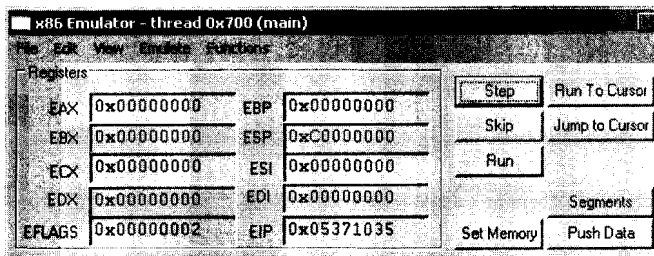 x86 Emulator - thread 0x700 (main)
File Edit View Emulate Functions
Registers
EAX 0x00000000 EBP 0x00000000
EBX 0x00000000 ESP 0xC0000000
ECX 0x00000000 ESI 0x00000000
EDX 0x00000000 EDI 0x00000000
EFLAGS 0x00000002 EIP 0x05371035
Step Run To Cursor
Skip Jump to Cursor
Run
Segments
Set Memory Push Data